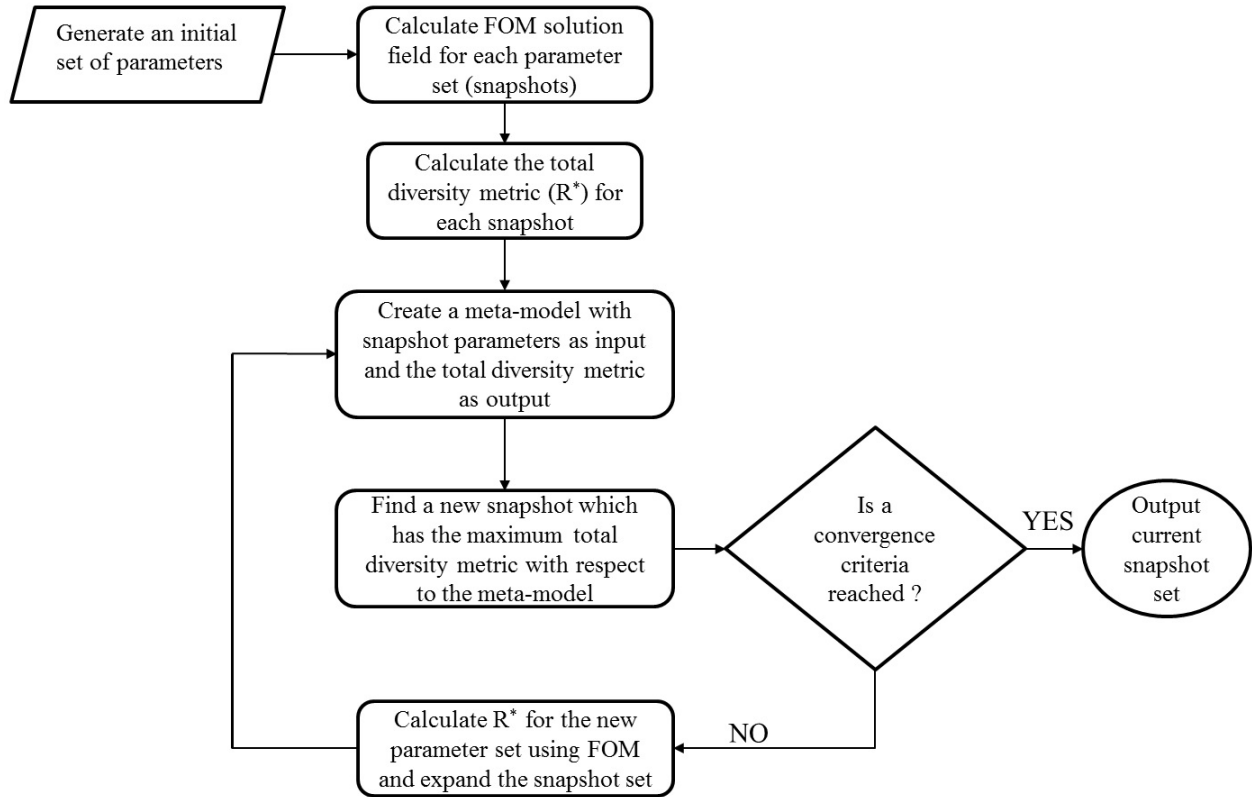 Generate an initial
set of parameters
Calculate FOM solution
field for each parameter
set (snapshots)
Calculate the total
diversity metric (R*) for
each snapshot
Create a meta-model with
snapshot parameters as input
and the total diversity metric
as output
Find a new snapshot which
has the maximum total
diversity metric with respect
to the meta-model
Is a
convergence
criteria
reached ?
YES
Output
current
snapshot
set
NO
Calculate R* for the new
parameter set using FOM
and expand the snapshot set